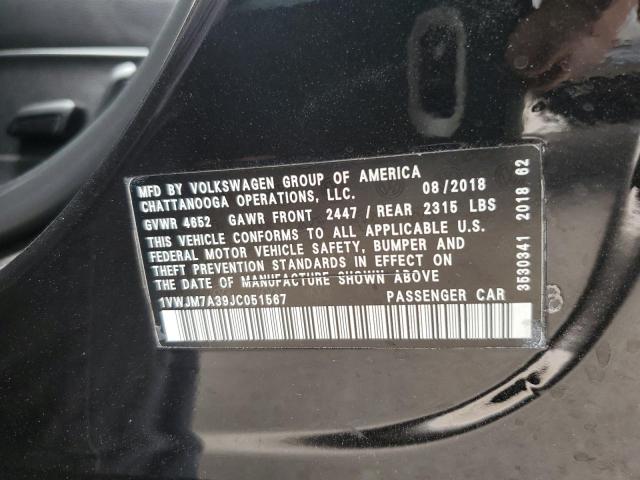 MFD BY VOLKSWAGEN GROUP OF AMERICA
CHATTANOOGA OPERATIONS, LLC. 08/2018
GVWR 4652 GAWR FRONT 2447 / REAR 2315 LBS
THIS VEHICLE CONFORMS TO ALL APPLICABLE U.S.
FEDERAL MOTOR VEHICLE SAFETY, BUMPER AND
THEFT PREVENTION STANDARDS IN EFFECT ON
THE DATE OF MANUFACTURE SHOWN ABOVE
1VWJM7A39JC051567 PASSENGER CAR
3530341 2018 62